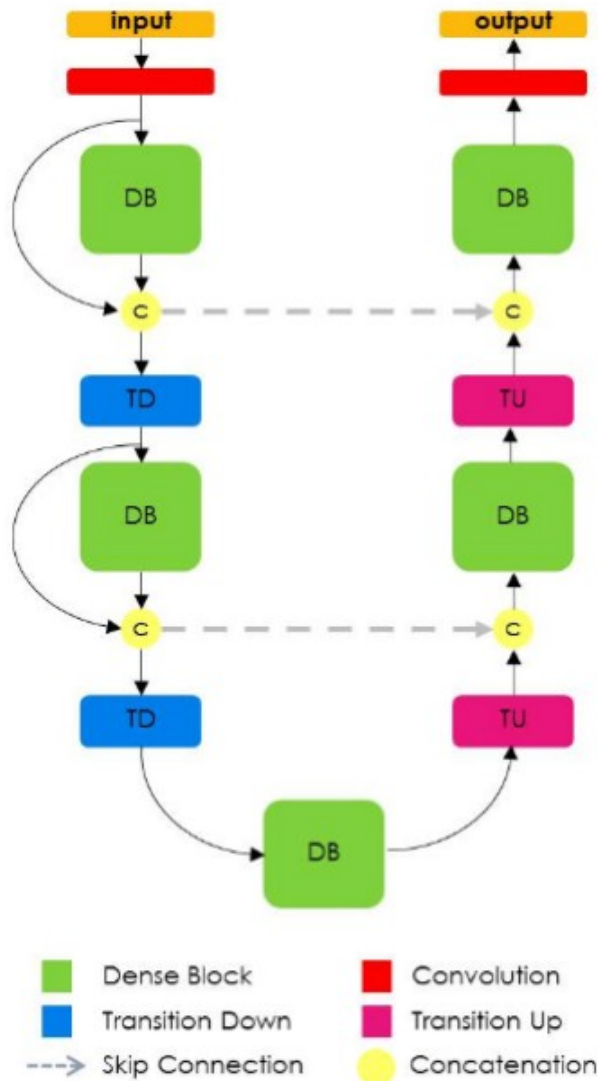 input
output
DB
DB
C
C
TD
TU
DB
DB
C
C
TD
TU
DB
Dense Block
Convolution
Transition Down
Transition Up
Skip Connection
Concatenation